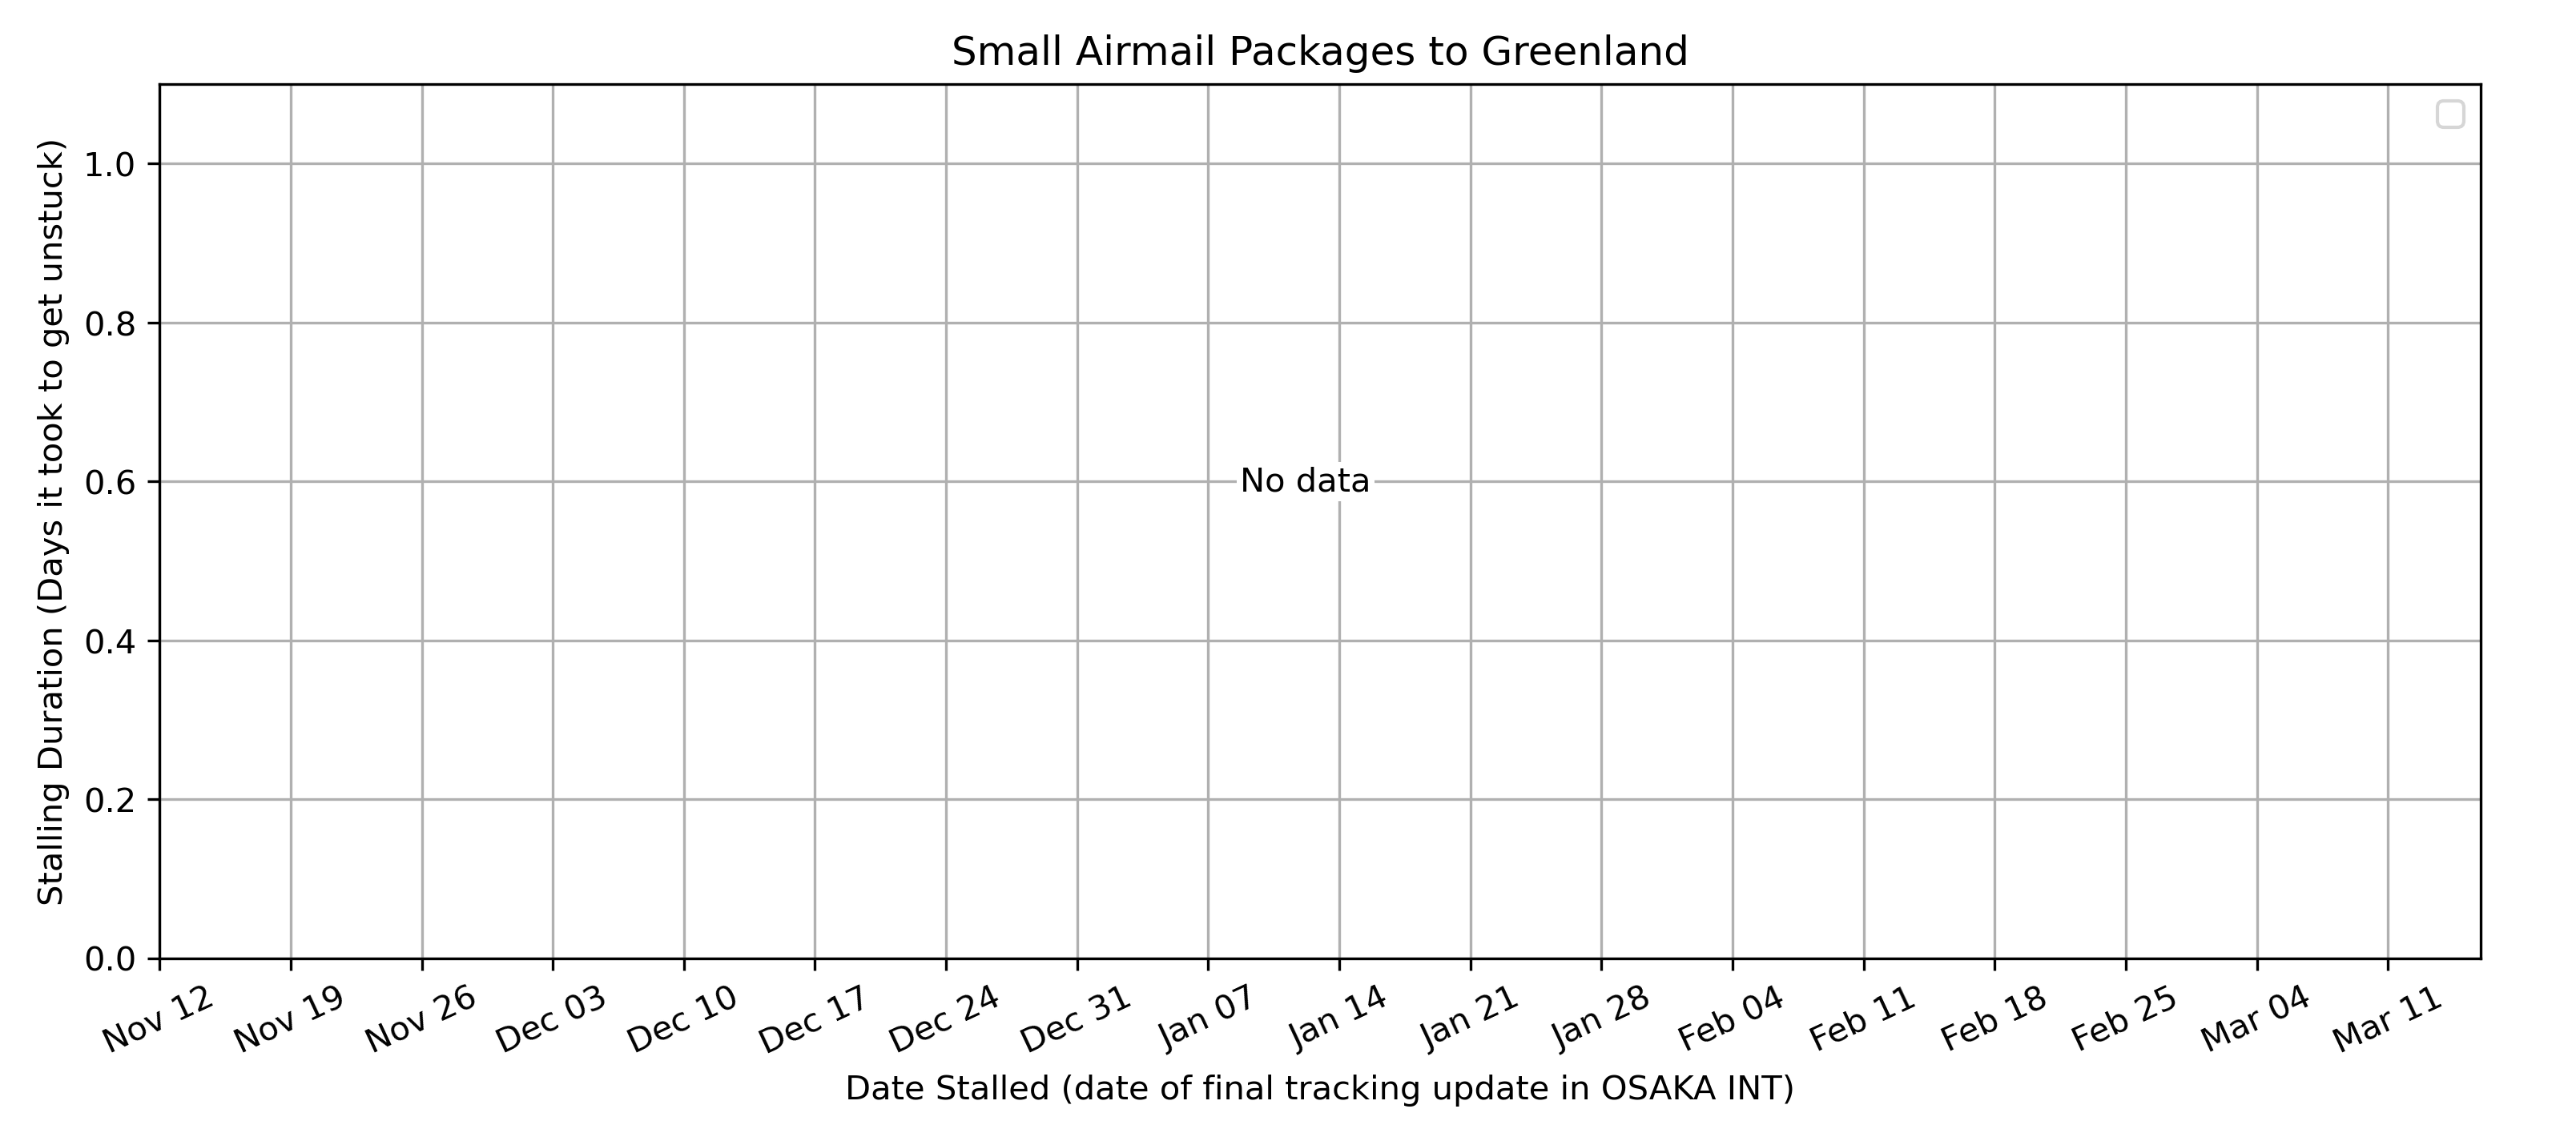 Small Airmail Packages to Greenland
Stalling Duration (Days it took to get unstuck)
1.0
0.8
0.6
0.4
0.2
0.0
No data
Nov 12
Nov 19
Nov 26
Dec 03
Dec 10
Dec 17
Dec 24
Dec 31
Jan 07
Jan 14
Jan 21
Jan 28
Feb 04
Feb 11
Feb 18
Feb 25
Mar 04
Mar 11
Date Stalled (date of final tracking update in OSAKA INT)